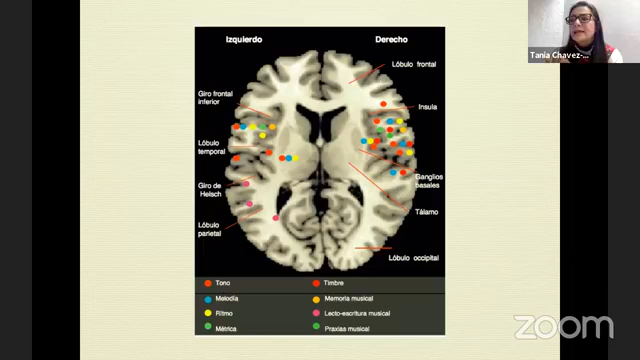 Izquierdo
Derecho
Tania Chavez-
Lóbulo frontal
Giro frontal
inferior
Insula
Lóbulo
temporal
Ganglios
basales
Giro de
Helsch
Tálamo
Lóbulo
parietal
Lóbulo occipital
Tono
Timbre
Melodía
Memoria musical
Ritmo
Lecto-escritura musical
Métrica
Praxias musical
zoom